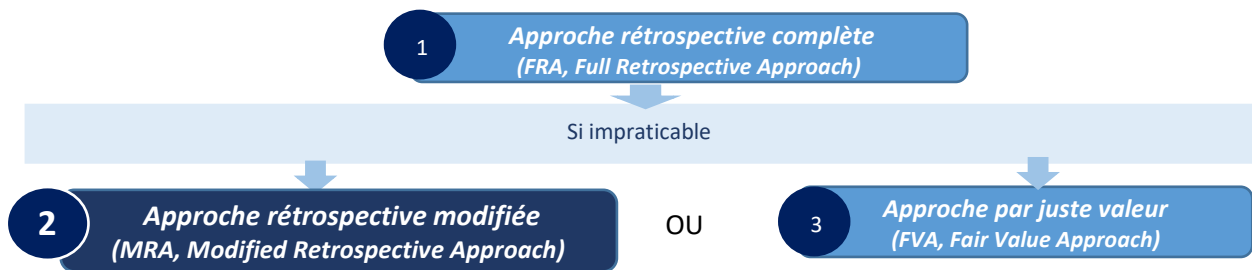 1
Approche rétrospective complète
(FRA, Full Retrospective Approach)
Si impraticable
2
Approche rétrospective modifiée
(MRA, Modified Retrospective Approach)
OU
3
Approche par juste valeur
(FVA, Fair Value Approach)